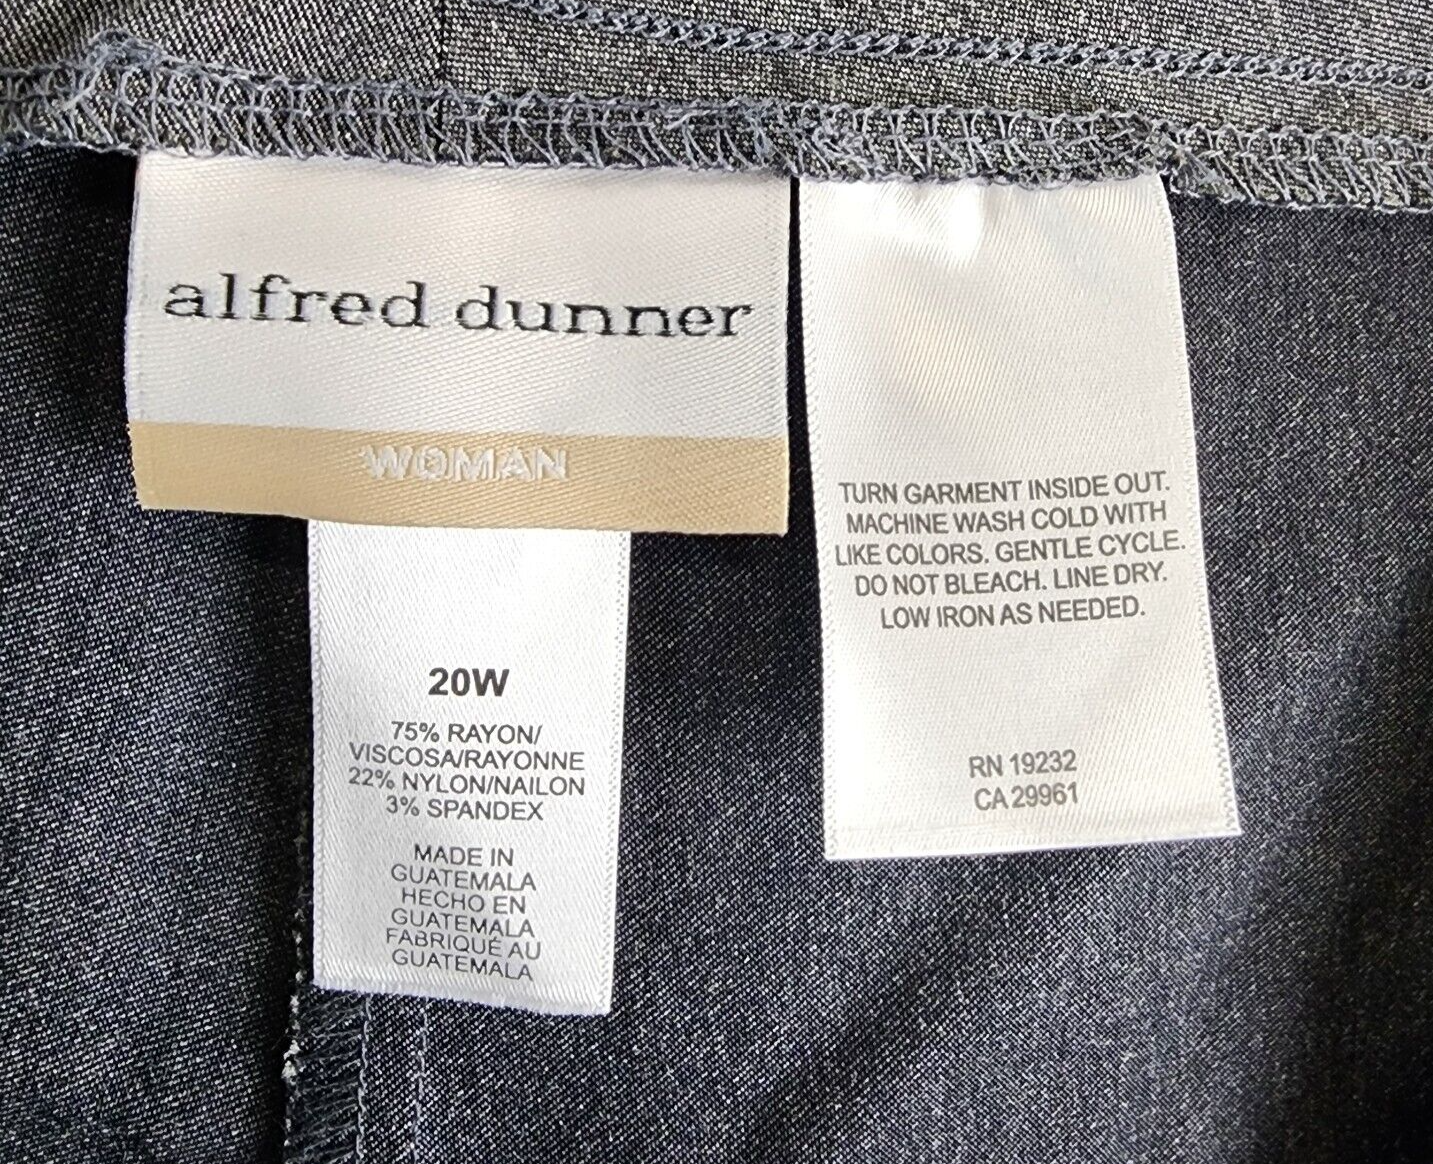 alfred dunner
WOMAN
20W
75% RAYON/
VISCOSA/RAYONNE
22% NYLON/NAILON
3% SPANDEX
MADE IN
GUATEMALA
HECHO EN
GUATEMALA
FABRIQUÉ AU
GUATEMALA
TURN GARMENT INSIDE OUT.
MACHINE WASH COLD WITH
LIKE COLORS. GENTLE CYCLE.
DO NOT BLEACH. LINE DRY.
LOW IRON AS NEEDED.
RN 19232
CA 29961